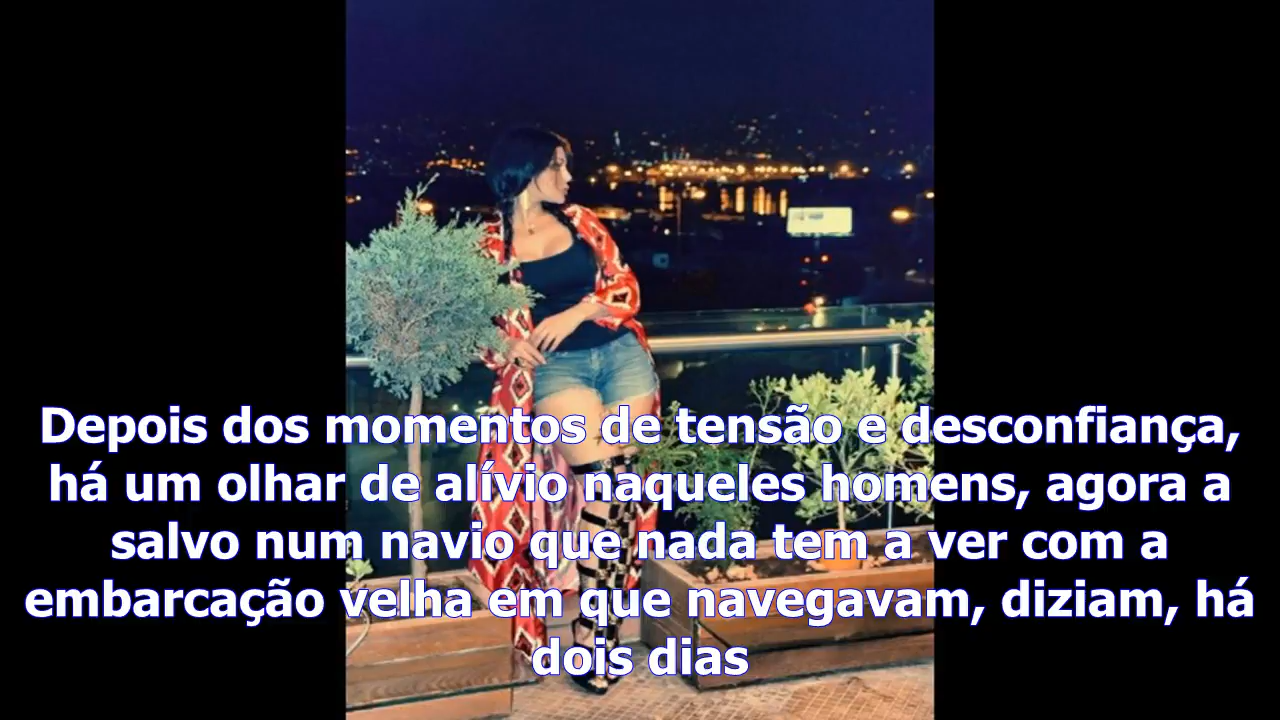 Depois dos momentos de tensão e desconfiança,
há um olhar de alívio naqueles homens, agora a
salvo num navio que nada tem a ver com a
embarcação velha em que navegavam, diziam, há
dois dias